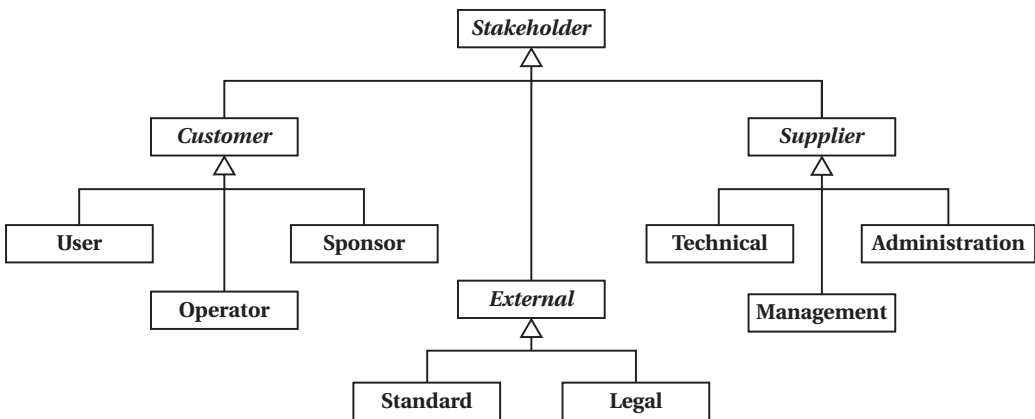 Stakeholder
Customer
Supplier
User
Sponsor
Technical
Administration
Operator
External
Management
Standard
Legal